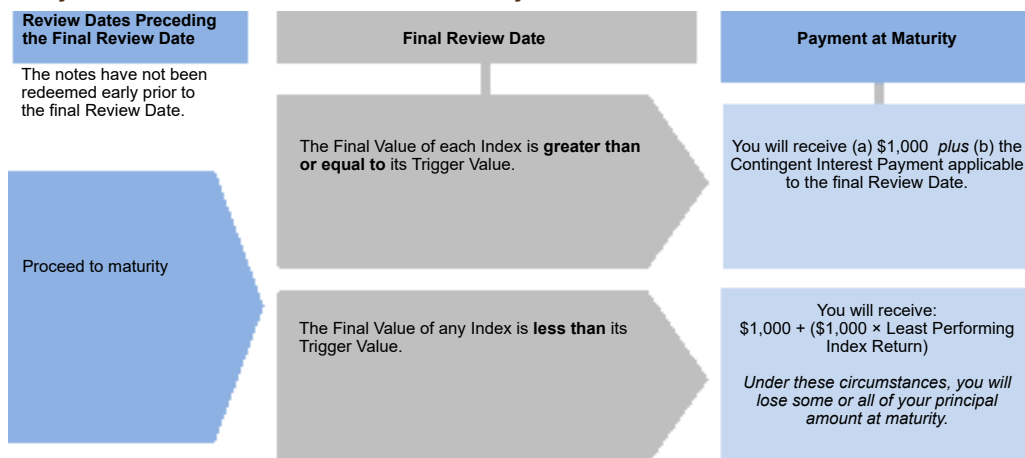 Review Dates Preceding
the Final Review Date
Final Review Date
Payment at Maturity
The notes have not been
redeemed early prior to
the final Review Date.
Proceed to maturity
The Final Value of each Index is greater than
or equal to its Trigger Value.
You will receive (a) $1,000 plus (b) the
Contingent Interest Payment applicable
to the final Review Date.
The Final Value of any Index is less than its
Trigger Value.
You will receive:
$1,000 + ($1,000 × Least Performing
Index Return)
Under these circumstances, you will
lose some or all of your principal
amount at maturity.